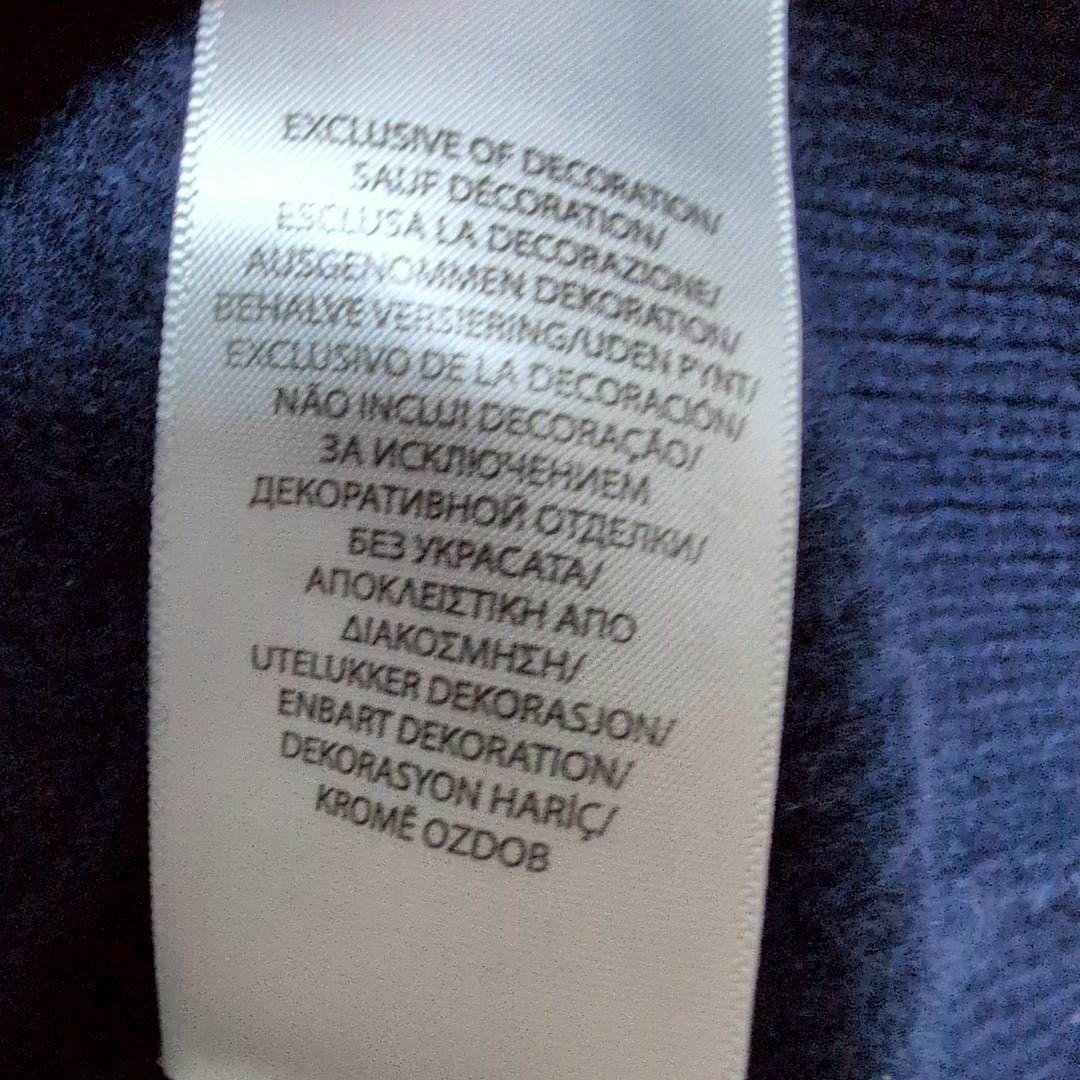 EXCLUSIVE OF DECORATION/
SAUF DÉCORATION/
ESCLUSA LA DECORAZIONE/
AUSGENOMMEN DEKORATION/
BEHALVE VERSIERING/UDEN PYNT/
EXCLUSIVO DE LA DECORACIÓN/
NÃO INCLUI DECORAÇÃO/
ЗА ИСКЛЮЧЕНИЕМ
ДЕКОРАТИВНОЙ ОТДЕЛКИ/
БЕЗ УКРАСАТА/
ΑΠΟΚΛΕΙΣΤΙΚΗ ΑΠΟ
ΔΙΑΚΟΣΜΗΣΗ/
UTELUKKER DEKORASJON/
ENBART DEKORATION/
DEKORASYON HARİÇ/
KROMĚ OZDOB